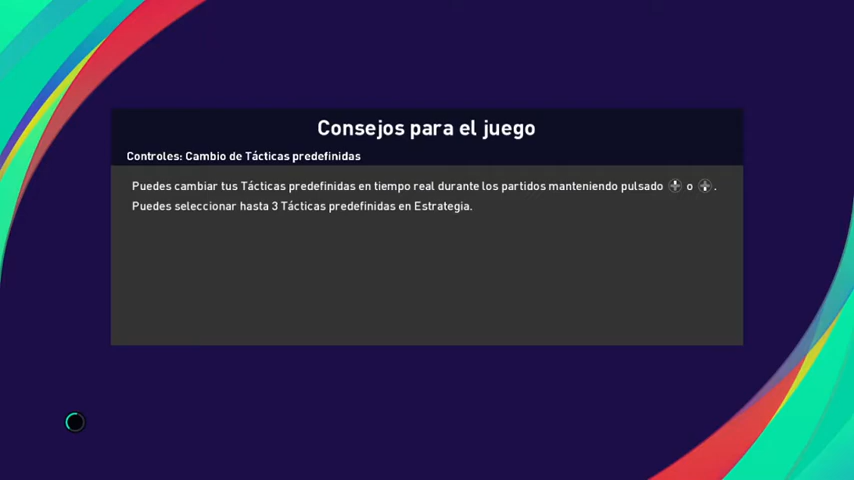 Consejos para el juego
Controles: Cambio de Tácticas predefinidas
Puedes cambiar tus Tácticas predefinidas en tiempo real durante los partidos manteniendo pulsado o .
Puedes seleccionar hasta 3 Tácticas predefinidas en Estrategia.